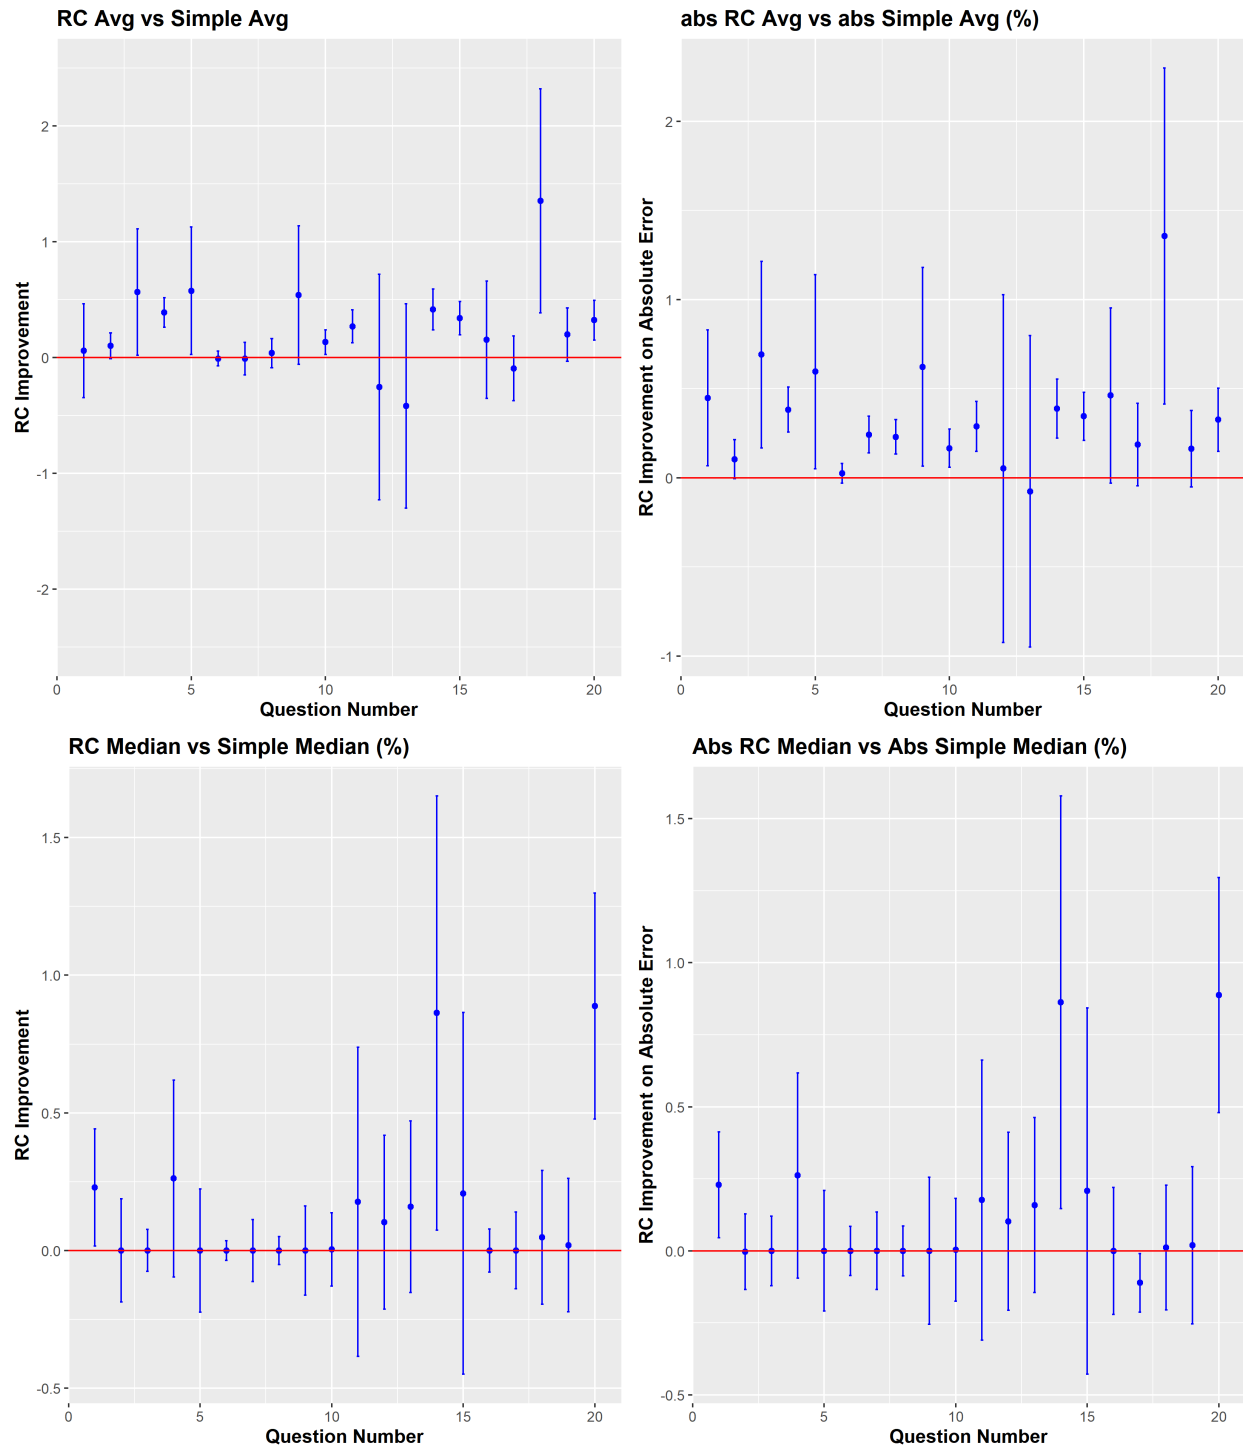 RC Avg vs Simple Avg
RC Improvement
2
1
0
-1
-2
0 5 10 15 20
Question Number
abs RC Avg vs abs Simple Avg (%)
RC Improvement on Absolute Error
2
1
0
-1
0 5 10 15 20
Question Number
RC Median vs Simple Median (%)
RC Improvement
1.5
1.0
0.5
0.0
-0.5
0 5 10 15 20
Question Number
Abs RC Median vs Abs Simple Median (%)
RC Improvement on Absolute Error
1.5
1.0
0.5
0.0
-0.5
0 5 10 15 20
Question Number